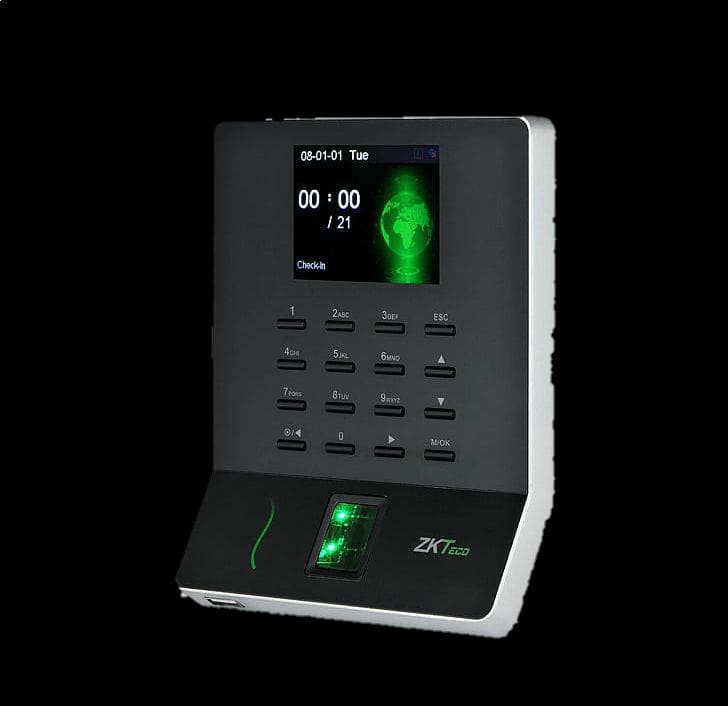 08-01-01 Tue
00 : 00
/ 21
Check-In
1 2ABC 3DEF ESC
4GHI 5JKL 6MNO ▲
7PQRS 8TUV 9WXYZ ▼
⊙/◀ 0 ▶ M/OK
ZKTECO